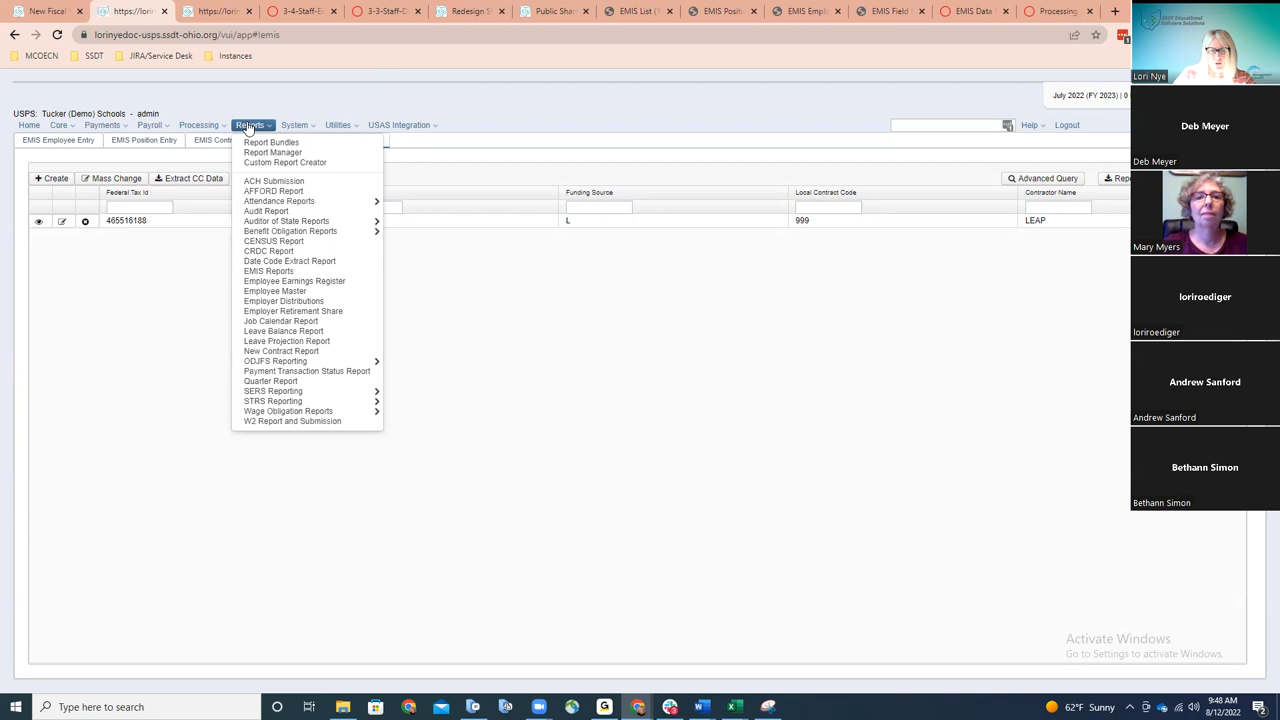 New Fiscal
https://lor
https://lori
3-4-Staff-E
3-3-Staff-D
EMIS
Public Shar
EMIS List (
EMIS Posi
EMIS Empl
EMIS Field
EMIS Data
Processing
lorinyedoc-usps.ssdt-ohio.org/vui/app#lemis
MCOECN
SSDT
JIRA/Service Desk
Instances
July 2022 (FY 2023) | 0
USPS: Tucker (Demo) Schools - admin
Home Core Payments Payroll Processing Reports System Utilities USAS Integration Help Logout
EMIS Employee Entry EMIS Position Entry EMIS Contr
Create Mass Change Extract CC Data Advanced Query Repo
Federal Tax Id Funding Source Local Contract Code Contractor Name
465516188 L 999 LEAP
Report Bundles
Report Manager
Custom Report Creator
ACH Submission
AFFORD Report
Attendance Reports
Audit Report
Auditor of State Reports
Benefit Obligation Reports
CENSUS Report
CRDC Report
Date Code Extract Report
EMIS Reports
Employee Earnings Register
Employee Master
Employer Distributions
Employer Retirement Share
Job Calendar Report
Leave Balance Report
Leave Projection Report
New Contract Report
ODJFS Reporting
Payment Transaction Status Report
Quarter Report
SERS Reporting
STRS Reporting
Wage Obligation Reports
W2 Report and Submission
SSDT Educational
Software Solutions
Lori Nye
Deb Meyer
Deb Meyer
Mary Myers
loriroediger
loriroediger
Andrew Sanford
Andrew Sanford
Bethann Simon
Bethann Simon
Activate Windows
Go to Settings to activate Windows.
Type here to search
62°F Sunny
9:48 AM
8/12/2022
2